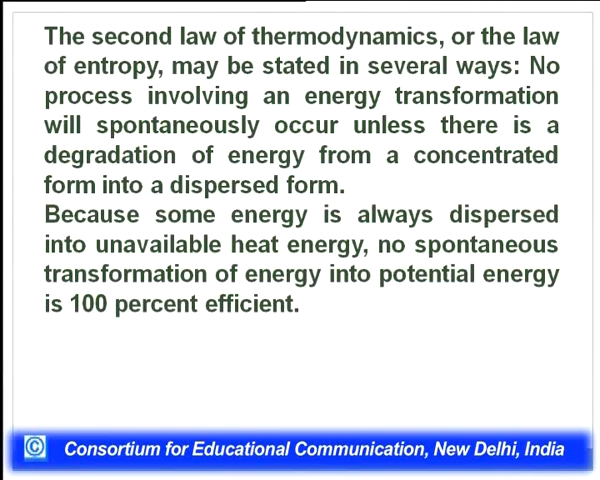 The second law of thermodynamics, or the law
of entropy, may be stated in several ways: No
process involving an energy transformation
will spontaneously occur unless there is a
degradation of energy from a concentrated
form into a dispersed form.
Because some energy is always dispersed
into unavailable heat energy, no spontaneous
transformation of energy into potential energy
is 100 percent efficient.
© Consortium for Educational Communication, New Delhi, India